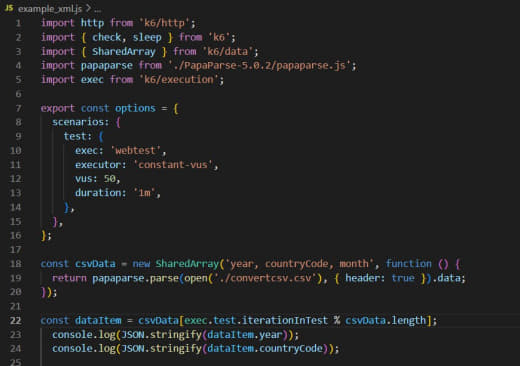 JS example_xml.js > ...
1 import http from 'k6/http';
2 import { check, sleep } from 'k6';
3 import { SharedArray } from 'k6/data';
4 import papaparse from './PapaParse-5.0.2/papaparse.js';
5 import exec from 'k6/execution';
6
7 export const options = {
8   scenarios: {
9     test: {
10       exec: 'webtest',
11       executor: 'constant-vus',
12       vus: 50,
13       duration: '1m',
14     },
15   },
16 };
17
18 const csvData = new SharedArray('year, countryCode, month', function () {
19   return papaparse.parse(open('./convertcsv.csv'), { header: true }).data;
20 });
21
22 const dataItem = csvData[exec.test.iterationInTest % csvData.length];
23   console.log(JSON.stringify(dataItem.year));
24   console.log(JSON.stringify(dataItem.countryCode));
25